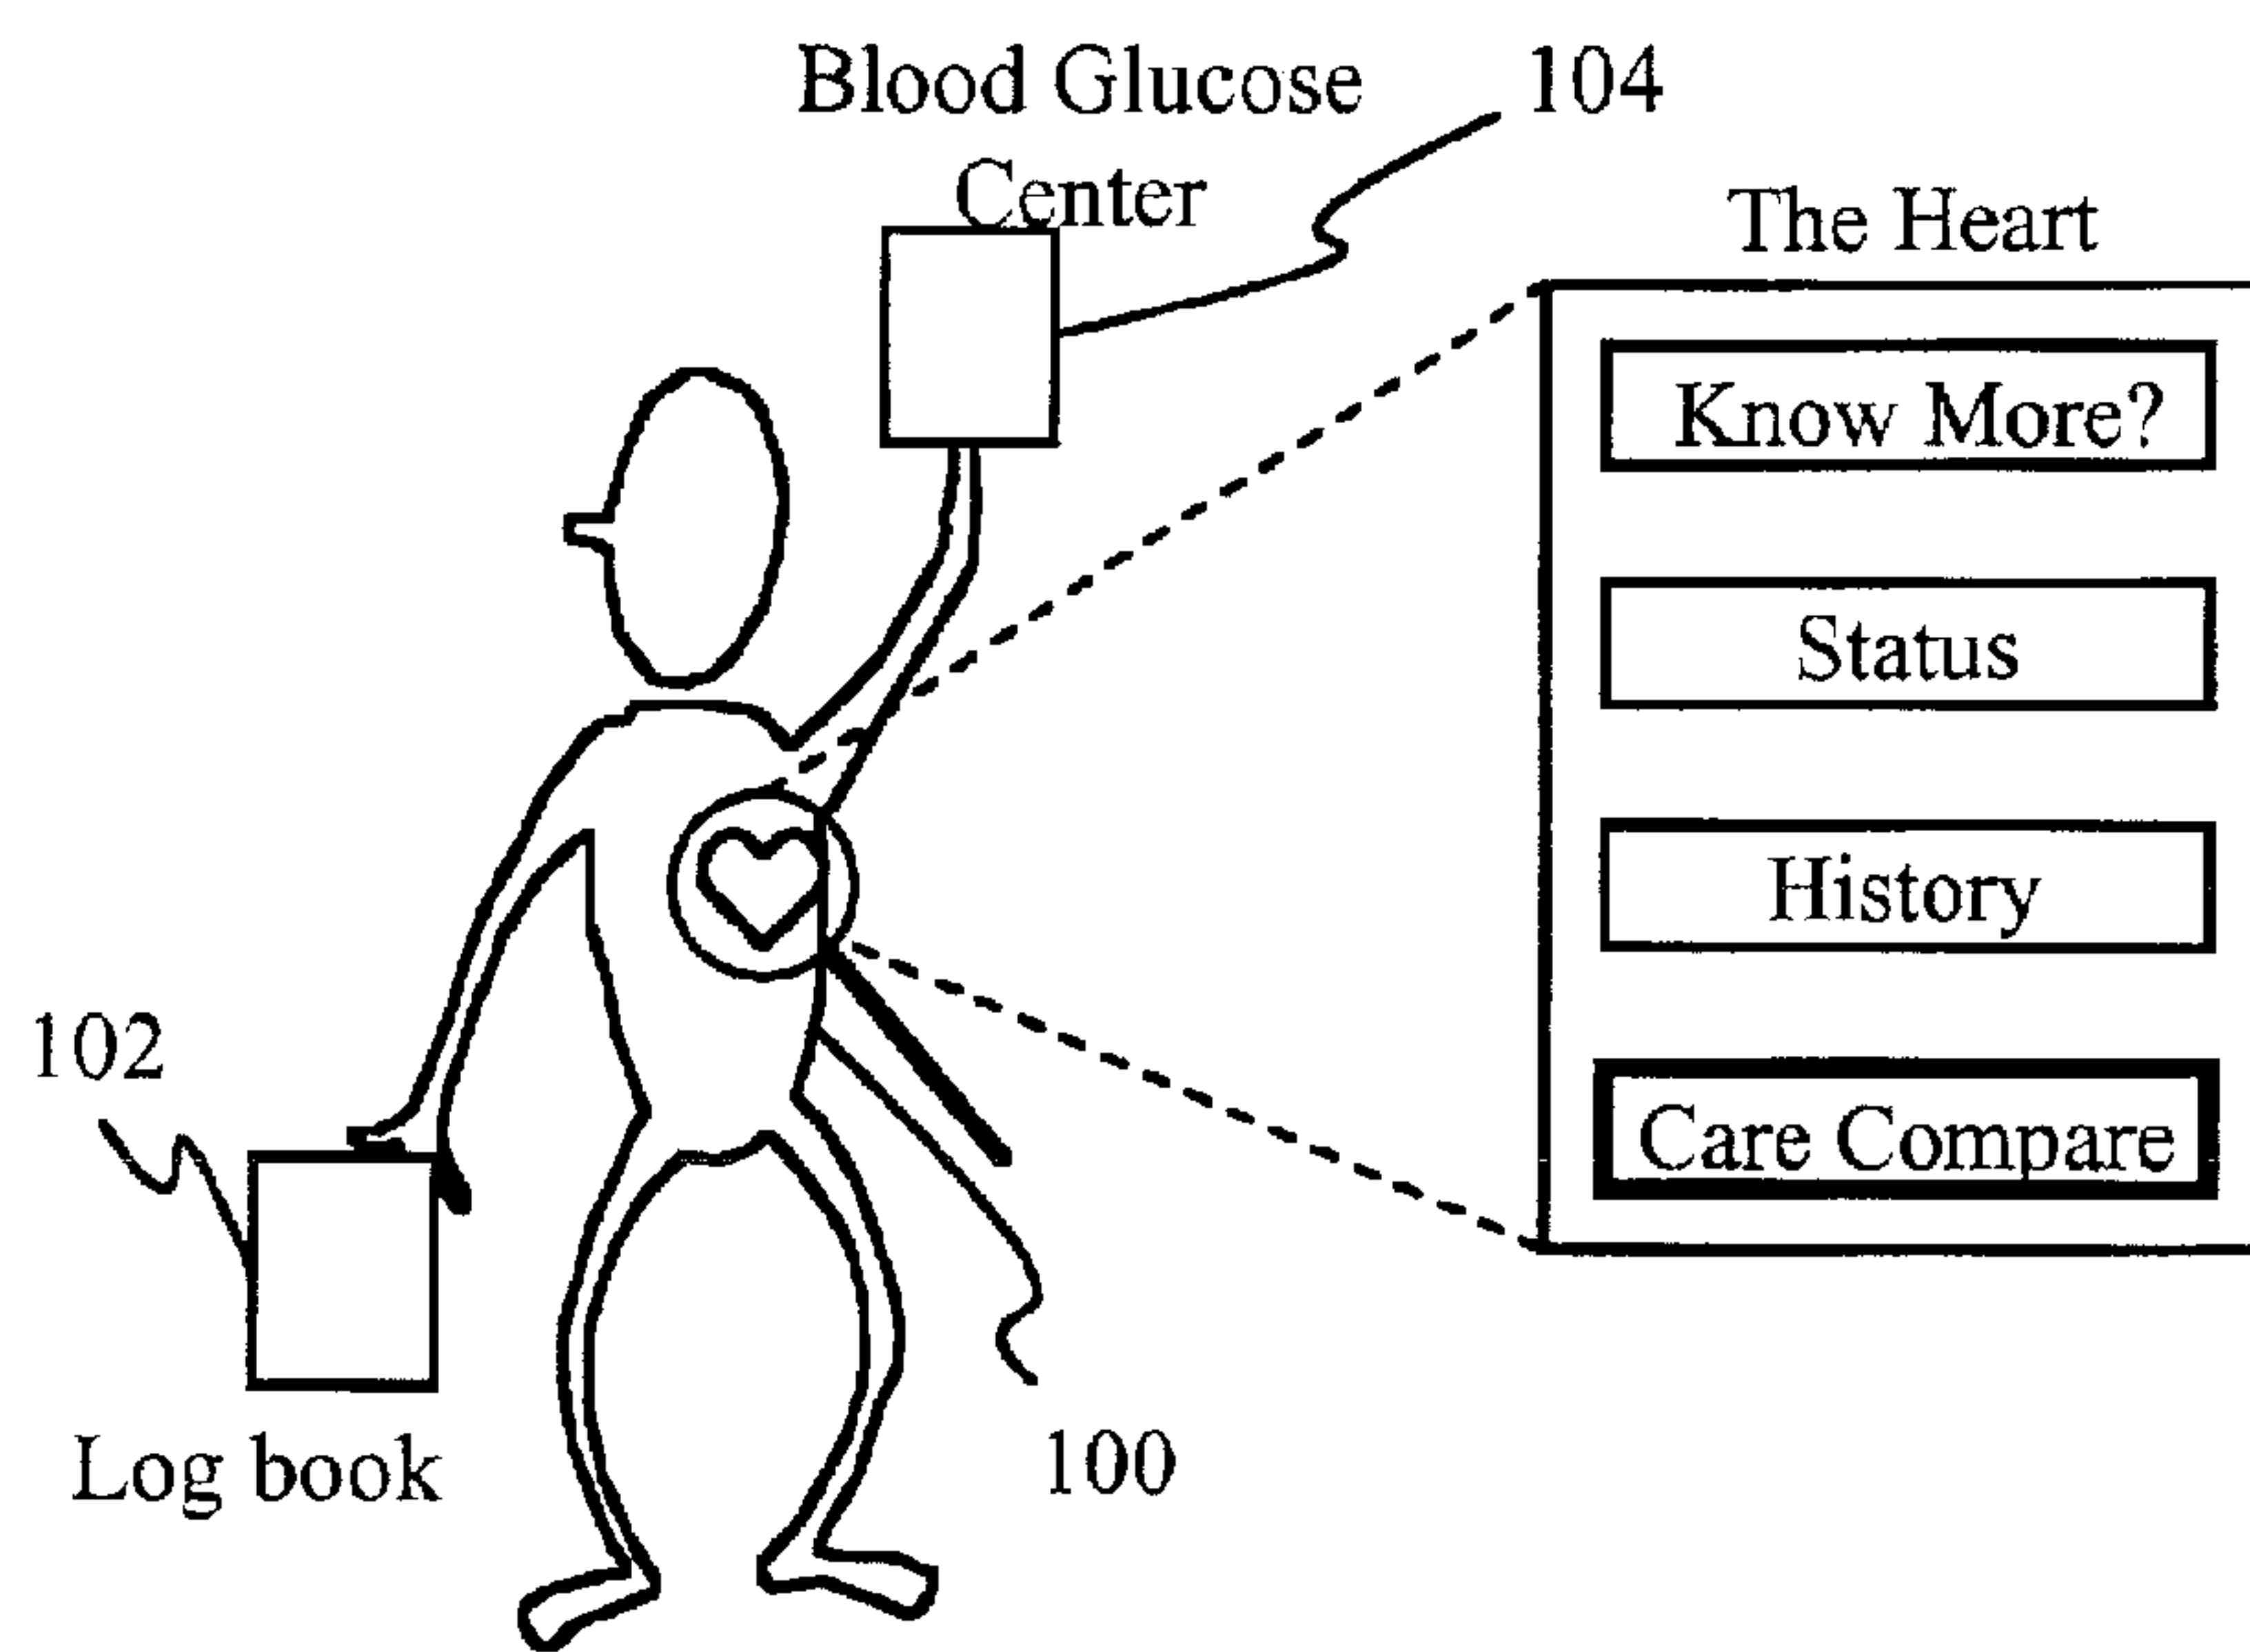 Blood Glucose
Center
104
The Heart
Know More?
Status
History
Care Compare
102
Log book
100